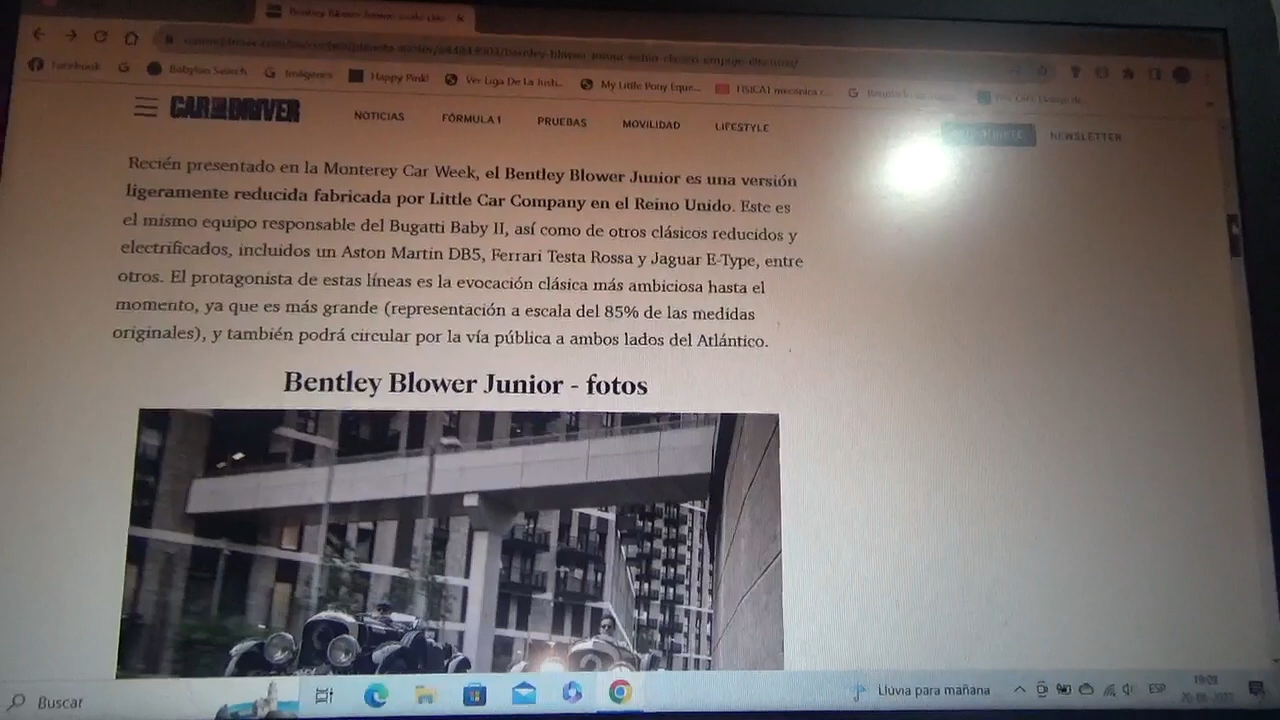 Bentley Blower Junior:
Facebook
G
Babylon Search
G Imágenes
Happy Pink!
Ver Liga De La Justi...
My Little Pony Eque...
FISICA1 mecánica
G
CAR AND DRIVER
NOTICIAS
FÓRMULA 1
PRUEBAS
MOVILIDAD
LIFESTYLE
NEWSLETTER
Recién presentado en la Monterey Car Week, el Bentley Blower Junior es una versión
ligeramente reducida fabricada por Little Car Company en el Reino Unido. Este es
el mismo equipo responsable del Bugatti Baby II, así como de otros clásicos reducidos y
electrificados, incluidos un Aston Martin DB5, Ferrari Testa Rossa y Jaguar E-Type, entre
otros. El protagonista de estas líneas es la evocación clásica más ambiciosa hasta el
momento, ya que es más grande (representación a escala del 85% de las medidas
originales), y también podrá circular por la vía pública a ambos lados del Atlántico.
Bentley Blower Junior - fotos
2
Buscar
Lluvia para mañana
ESP